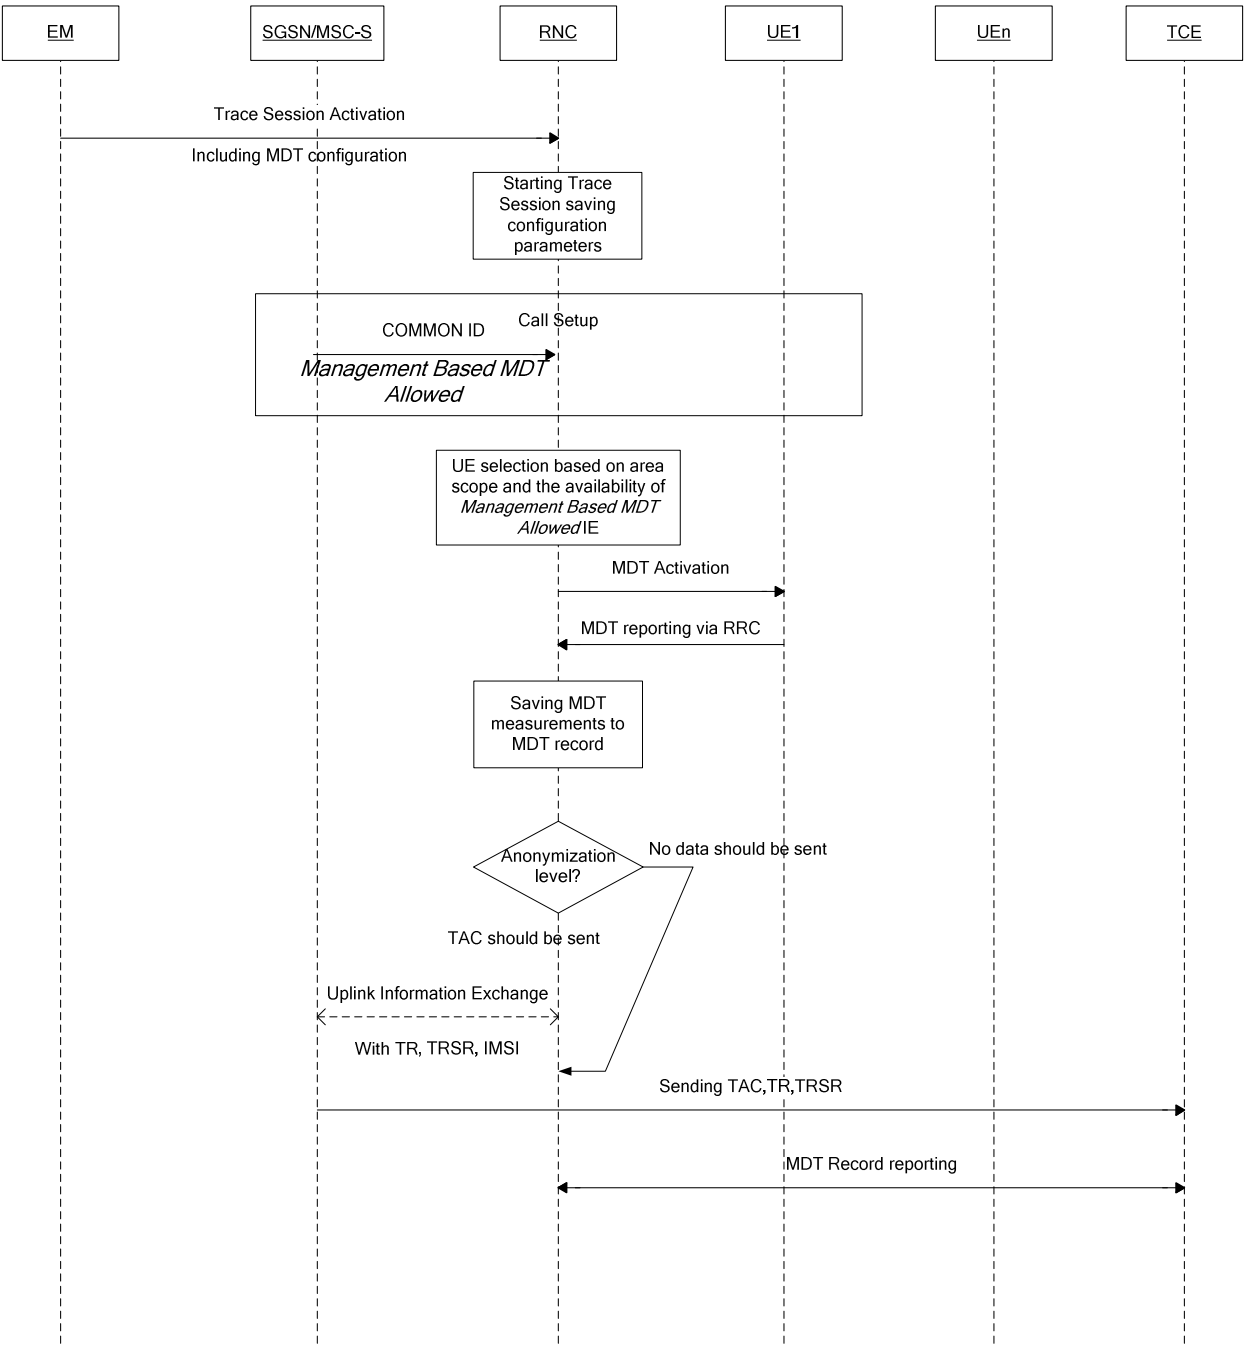 EM
SGSN/MSC-S
RNC
UE1
UEn
TCE
Trace Session Activation
Including MDT configuration
Starting Trace
Session saving
configuration
parameters
Call Setup
COMMON ID
Management Based MDT
Allowed
UE selection based on area
scope and the availability of
Management Based MDT
Allowed IE
MDT Activation
MDT reporting via RRC
Saving MDT
measurements to
MDT record
No data should be sent
Anonymization
level?
TAC should be sent
Uplink Information Exchange
With TR, TRSR, IMSI
Sending TAC,TR,TRSR
MDT Record reporting